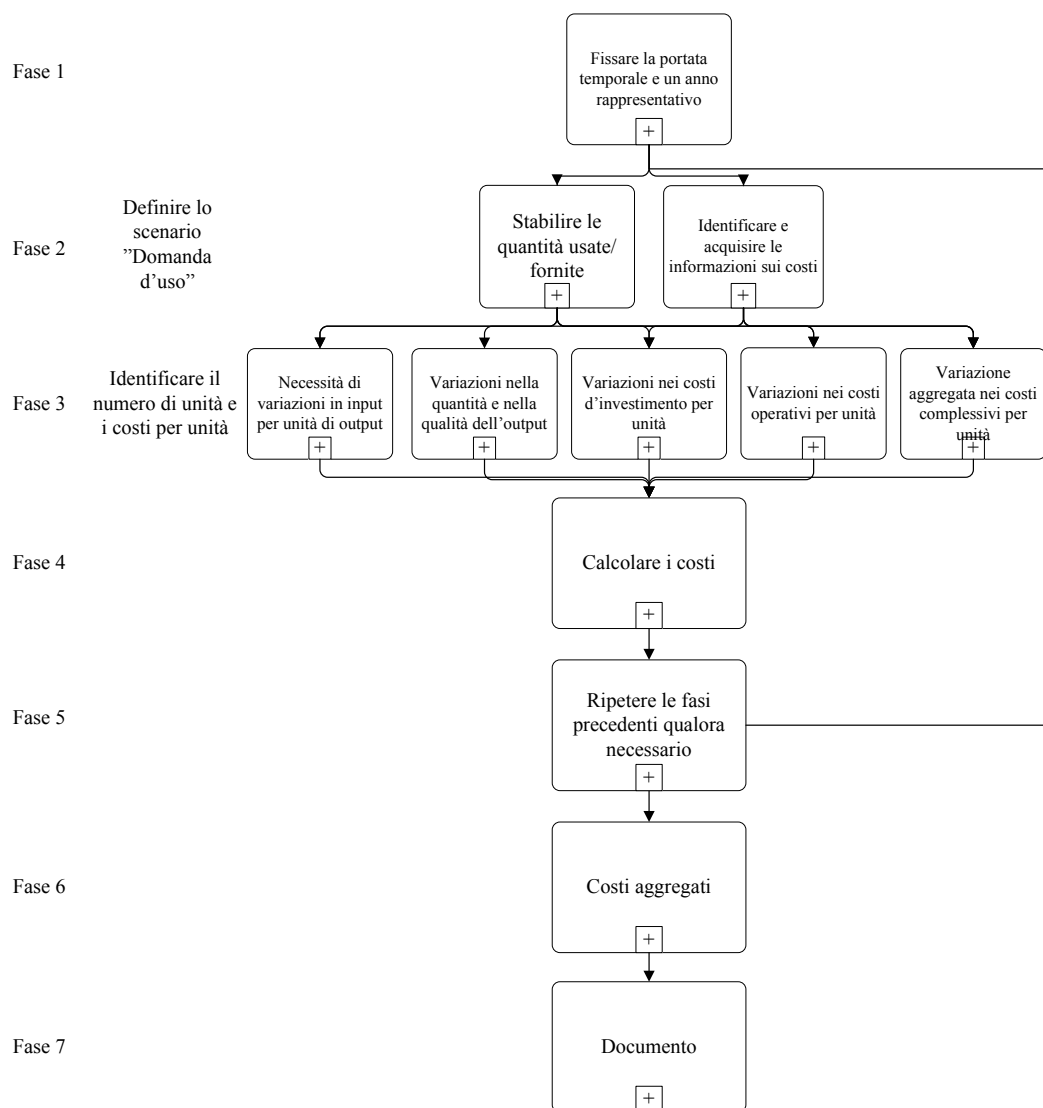 Fase 1
Fissare la portata
temporale e un anno
rappresentativo
+
Fase 2
Definire lo
scenario
”Domanda
d’uso”
Stabilire le
quantità usate/
fornite
+
Identificare e
acquisire le
informazioni sui costi
+
Fase 3
Identificare il
numero di unità e
i costi per unità
Necessità di
variazioni in input
per unità di output
+
Variazioni nella
quantità e nella
qualità dell’output
+
Variazioni nei costi
d’investimento per
unità
+
Variazioni nei costi
operativi per unità
+
Variazione
aggregata nei costi
complessivi per
unità
+
Fase 4
Calcolare i costi
+
Fase 5
Ripetere le fasi
precedenti qualora
necessario
+
Fase 6
Costi aggregati
+
Fase 7
Documento
+